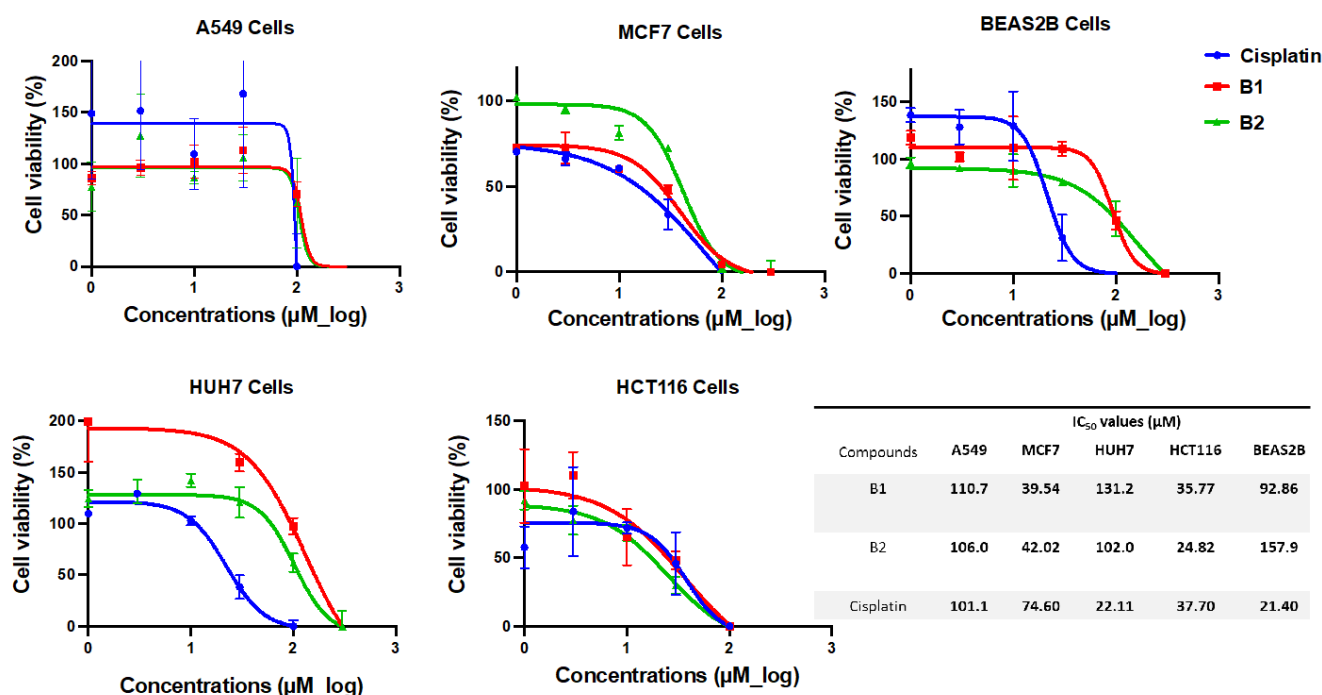 A549 Cells
Cell viability (%)
200
150
100
50
0
0 1 2 3
Concentrations (µM_log)
MCF7 Cells
Cell viability (%)
100
50
0
0 1 2 3
Concentrations (µM_log)
BEAS2B Cells
Cell viability (%)
150
100
50
0
0 1 2 3
Concentrations (µM_log)
Cisplatin
B1
B2
HUH7 Cells
Cell viability (%)
200
150
100
50
0
0 1 2 3
Concentrations (µM_log)
HCT116 Cells
Cell viability (%)
150
100
50
0
0 1 2 3
Concentrations (µM_log)
IC50 values (µM)
Compounds A549 MCF7 HUH7 HCT116 BEAS2B
B1 110.7 39.54 131.2 35.77 92.86
B2 106.0 42.02 102.0 24.82 157.9
Cisplatin 101.1 74.60 22.11 37.70 21.40